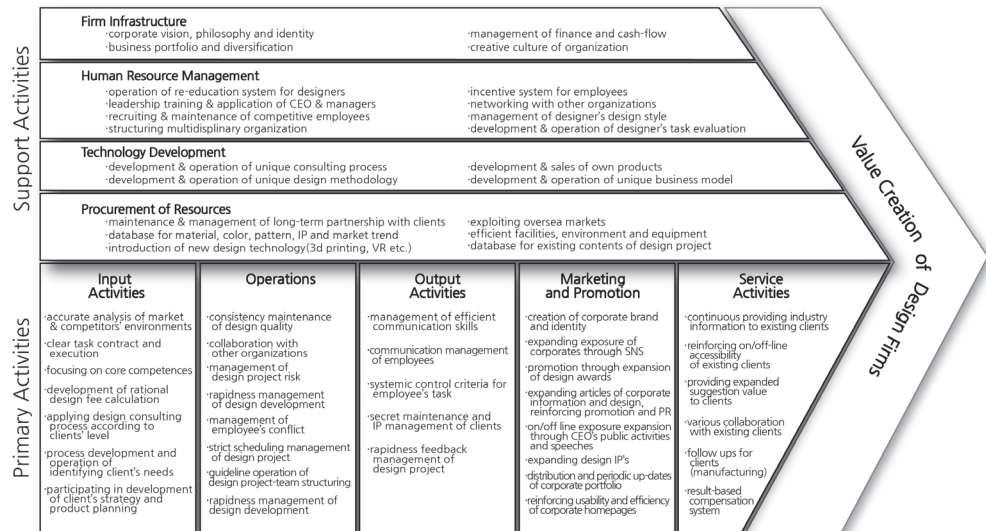 Support Activities
Firm Infrastructure
·corporate vision, philosophy and identity
·business portfolio and diversification
·management of finance and cash-flow
·creative culture of organization
Human Resource Management
·operation of re-education system for designers
·leadership training & application of CEO & managers
·recruiting & maintenance of competitive employees
·structuring multidisplinary organization
·incentive system for employees
·networking with other organizations
·management of designer's design style
·development & operation of designer's task evaluation
Technology Development
·development & operation of unique consulting process
·development & operation of unique design methodology
·development & sales of own products
·development & operation of unique business model
Procurement of Resources
·maintenance & management of long-term partnership with clients
·database for material, color, pattern, IP and market trend
·introduction of new design technology(3d printing, VR etc.)
·exploiting oversea markets
·efficient facilities, environment and equipment
·database for existing contents of design project
Value Creation of Design Firms
Primary Activities
Input
Activities
·accurate analysis of market
& competitors' environments
·clear task contract and
execution
·focusing on core competences
·development of rational
design fee calculation
·applying design consulting
process according to
clients' level
·process development and
operation of
identifying client's needs
·participating in development
of client's strategy and
product planning
Operations
·consistency maintenance
of design quality
·collaboration with
other organizations
·management of
design project risk
·rapidness management
of design development
·management of
employee's conflict
·strict scheduling management
of design project
·guideline operation of
design project-team structuring
·rapidness management of
design development
Output
Activities
·management of efficient
communication skills
·communication management
of employees
·systemic control criteria for
employee's task
·secret maintenance and
IP management of clients
·rapidness feedback
management of
design project
Marketing
and Promotion
·creation of corporate brand
and identity
·expanding exposure of
corporates through SNS
·promotion through expansion
of design awards
·expanding articles of corporate
information and design,
reinforcing promotion and PR
·on/off line exposure expansion
through CEO's public activities
and speeches
·expanding design IP's
·distribution and periodic up-dates
of corporate portfolio
·reinforcing usability and efficiency
of corporate homepages
Service
Activities
·continuous providing industry
information to existing clients
·reinforcing on/off-line
accessibility
of existing clients
·providing expanded
suggestion value
to clients
·various collaboration
with existing clients
·follow ups for
clients
(manufacturing)
·result-based
compensation
system